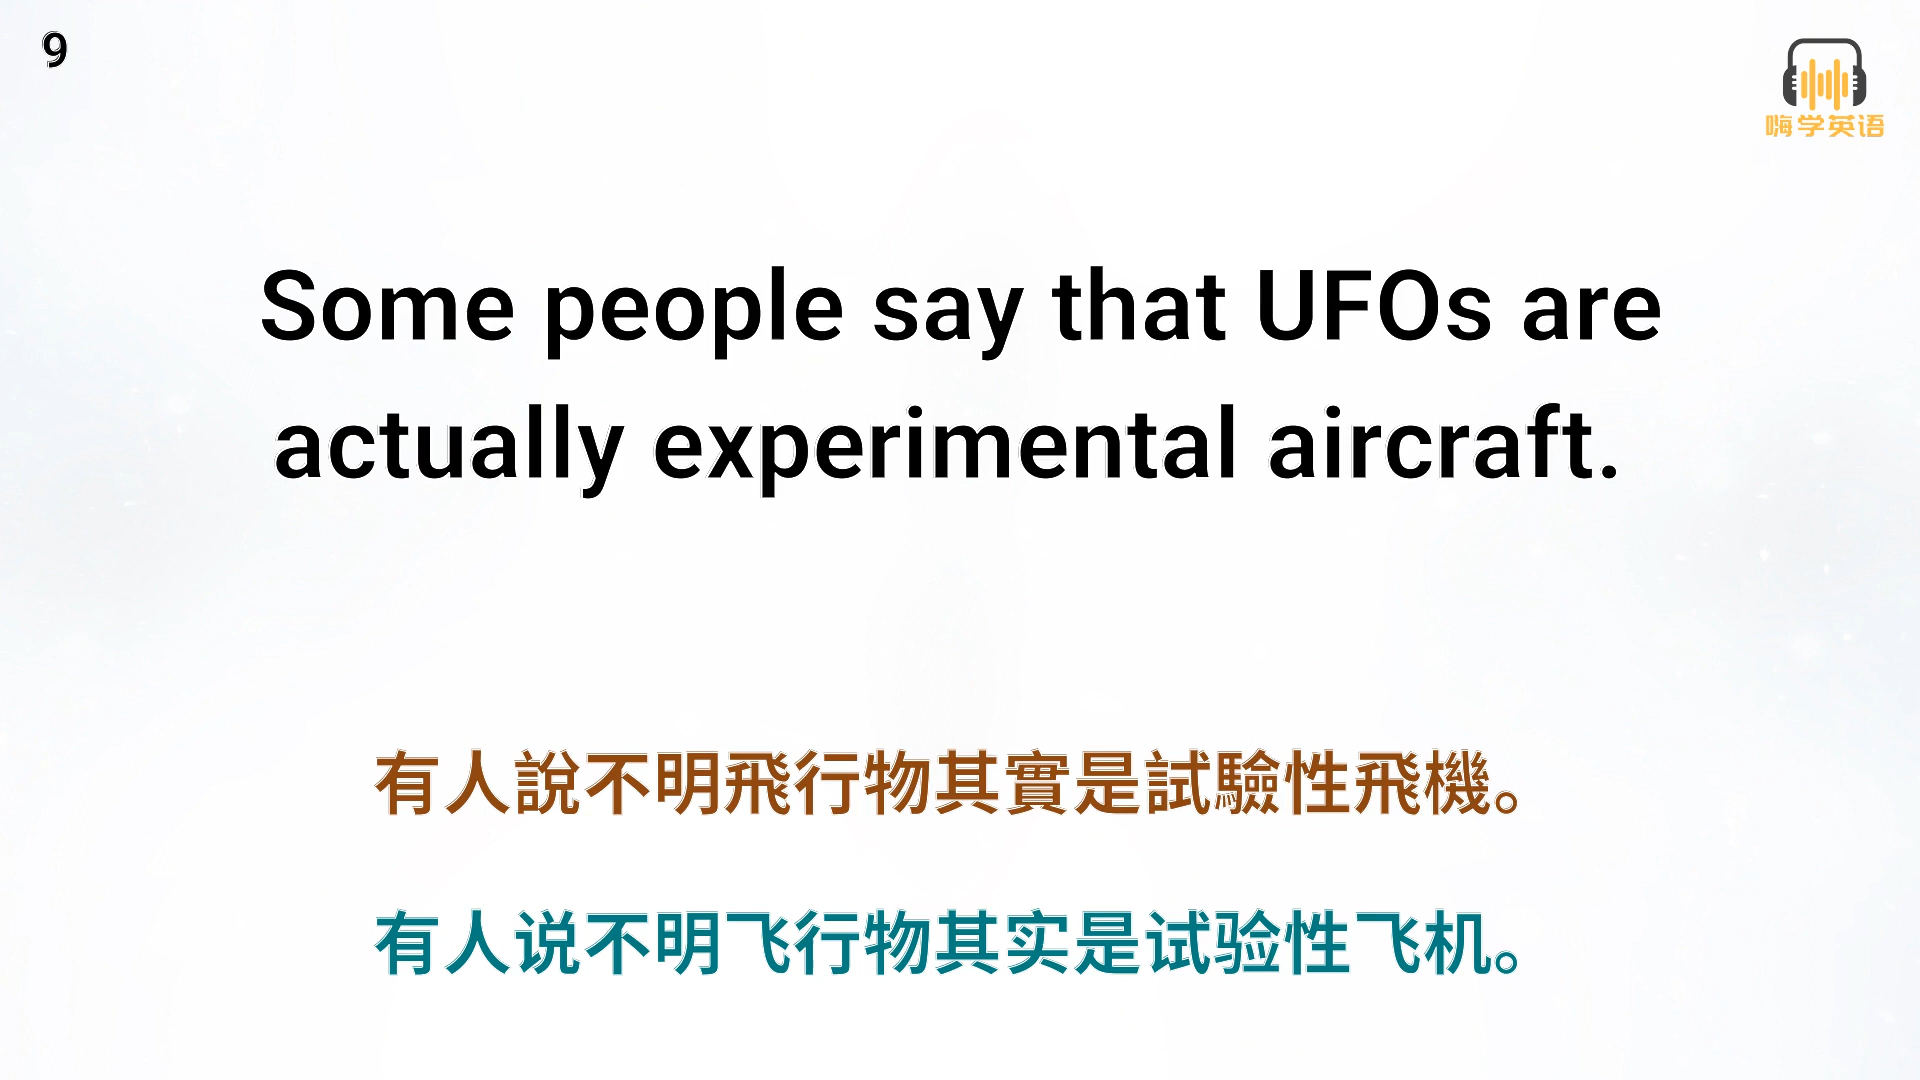 9
嗨学英语
Some people say that UFOs are
actually experimental aircraft.
有人說不明飛行物其實是試驗性飛機。
有人说不明飞行物其实是试验性飞机。